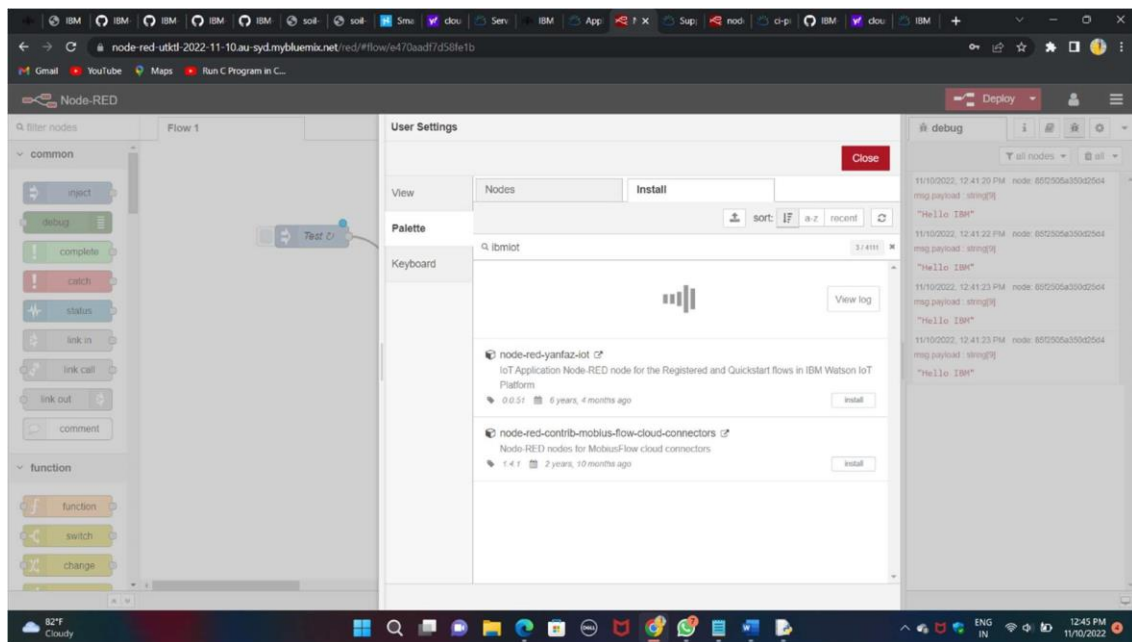 IBM
IBM
IBM
IBM
IBM
soil-
soil-
Sma
clou
Serv
IBM
App
Sup
node
ci-pi
IBM
clou
IBM
node-red-utktl-2022-11-10.au-syd.mybluemix.net/red/#flow/e470aadf7d58fe1b
Gmail YouTube Maps Run C Program in C...
Node-RED
Deploy
filter nodes
Flow 1
common
inject
debug
complete
catch
status
link in
link call
link out
comment
function
function
switch
change
Test
User Settings
Close
View
Palette
Keyboard
Nodes Install
sort: a-z recent
ibmiot
3 / 4111
View log
node-red-yanfaz-iot
IoT Application Node-RED node for the Registered and Quickstart flows in IBM Watson IoT
Platform
0.0.51 6 years, 4 months ago install
node-red-contrib-mobius-flow-cloud-connectors
Node-RED nodes for MobiusFlow cloud connectors
1.4.1 2 years, 10 months ago install
debug
all nodes all
11/10/2022, 12:41:20 PM node:
msg.payload : string[9]
"Hello IBM"
11/10/2022, 12:41:22 PM node:
msg.payload : string[9]
"Hello IBM"
11/10/2022, 12:41:23 PM node:
msg.payload : string[9]
"Hello IBM"
11/10/2022, 12:41:23 PM node:
msg.payload : string[9]
"Hello IBM"
82°F
Cloudy
ENG
IN
12:45 PM
11/10/2022